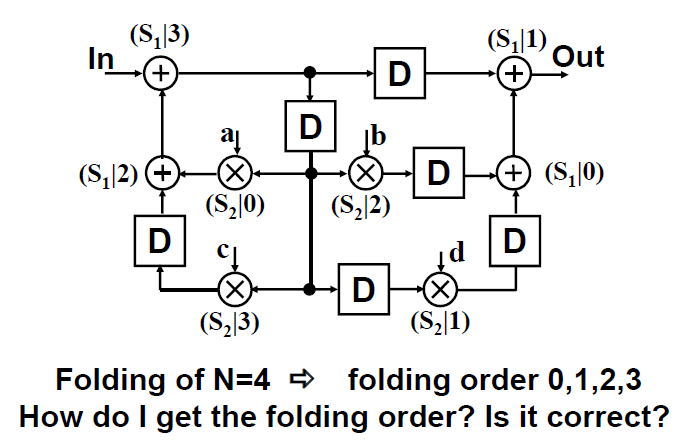 (S₁|3) (S₁|1)
In + D + Out
D
a b
(S₁|2) + × × D + (S₁|0)
(S₂|0) (S₂|2)
D c d D
× D ×
(S₂|3) (S₂|1)
Folding of N=4 ⇨ folding order 0,1,2,3
How do I get the folding order? Is it correct?